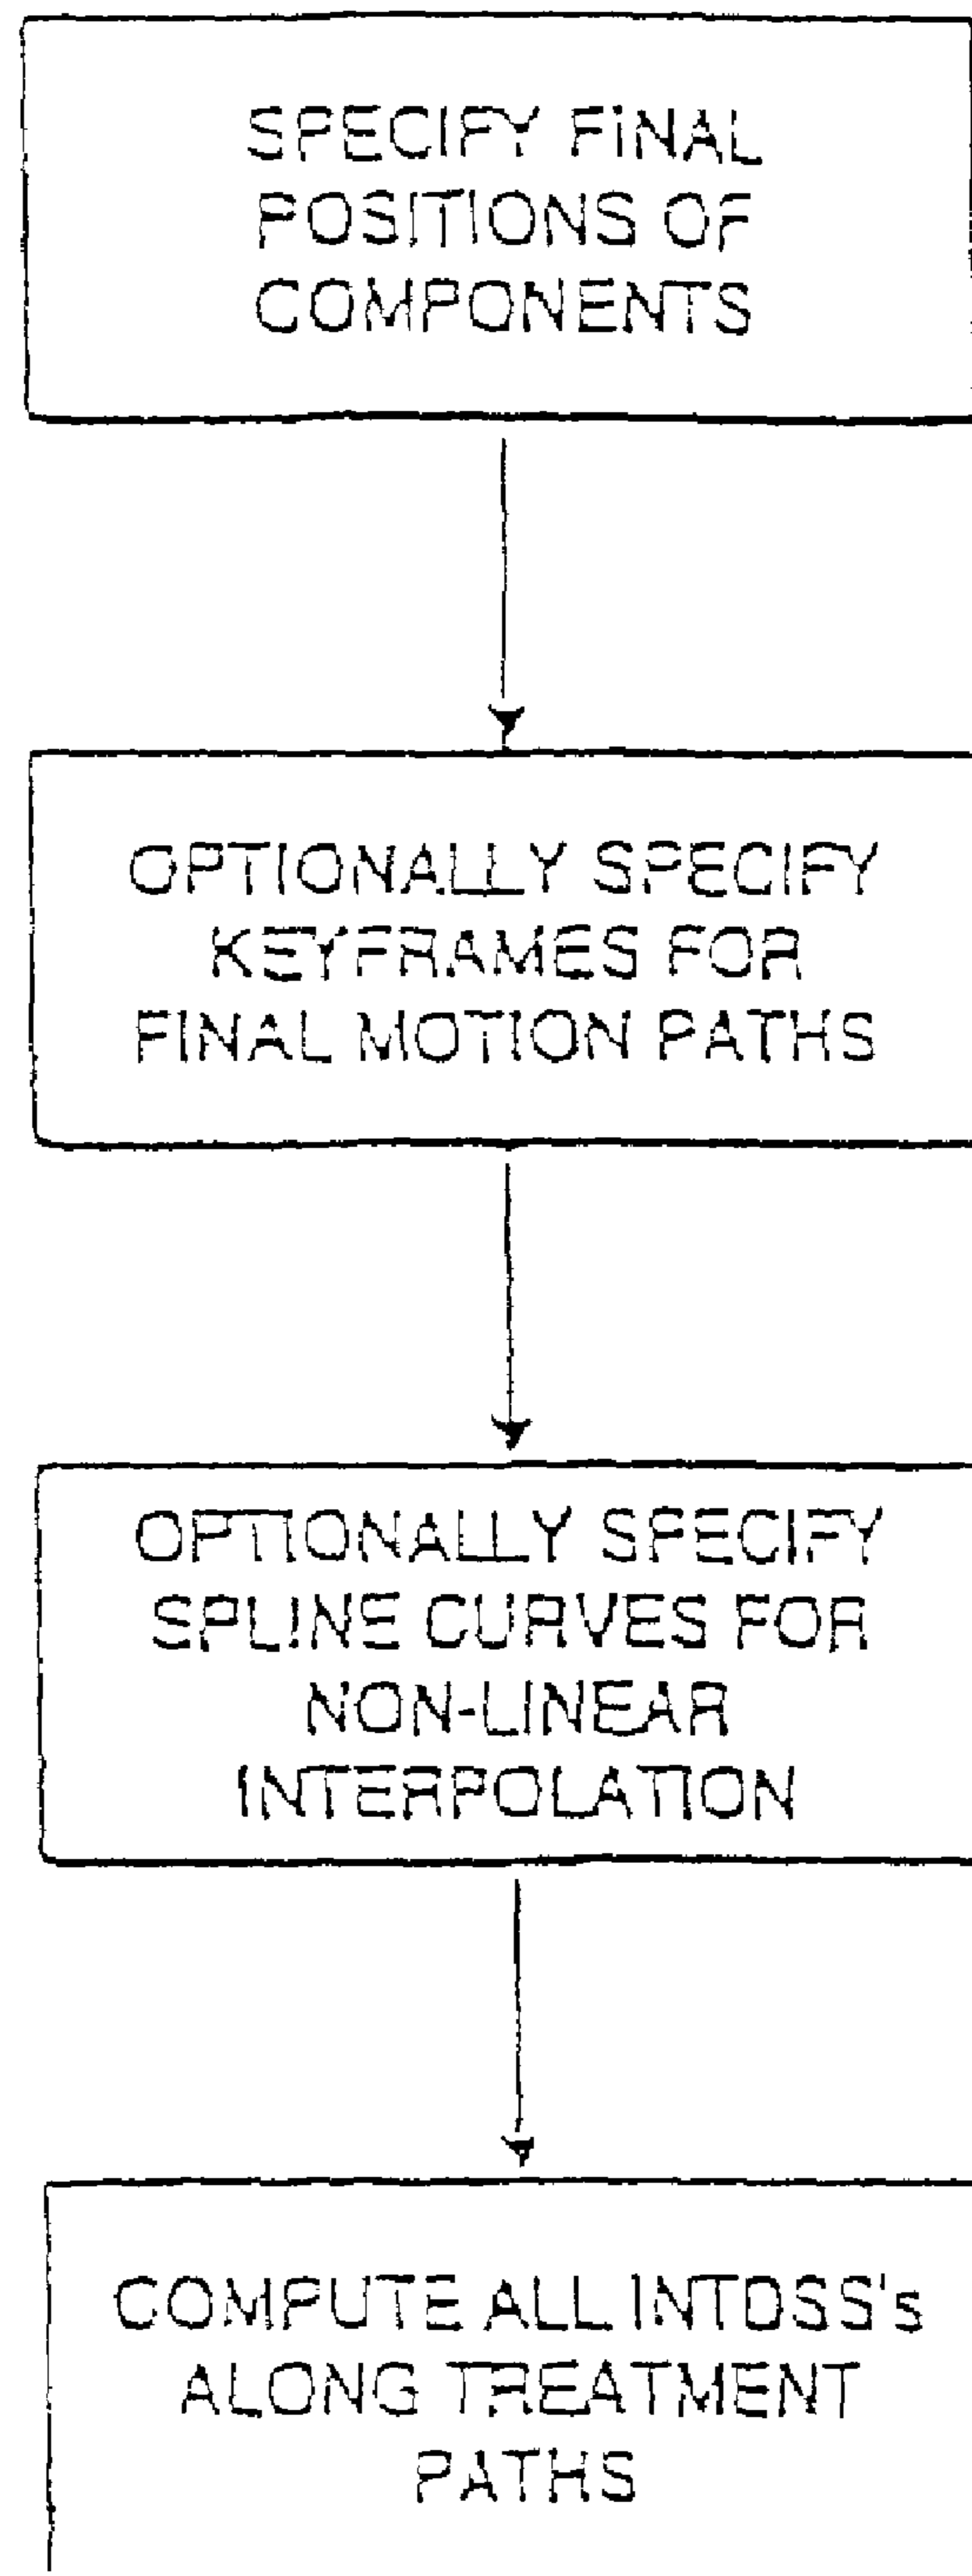 SPECIFY FINAL
POSITIONS OF
COMPONENTS
OPTIONALLY SPECIFY
KEYFRAMES FOR
FINAL MOTION PATHS
OPTIONALLY SPECIFY
SPLINE CURVES FOR
NON-LINEAR
INTERPOLATION
COMPUTE ALL INTDSS's
ALONG TREATMENT
PATHS